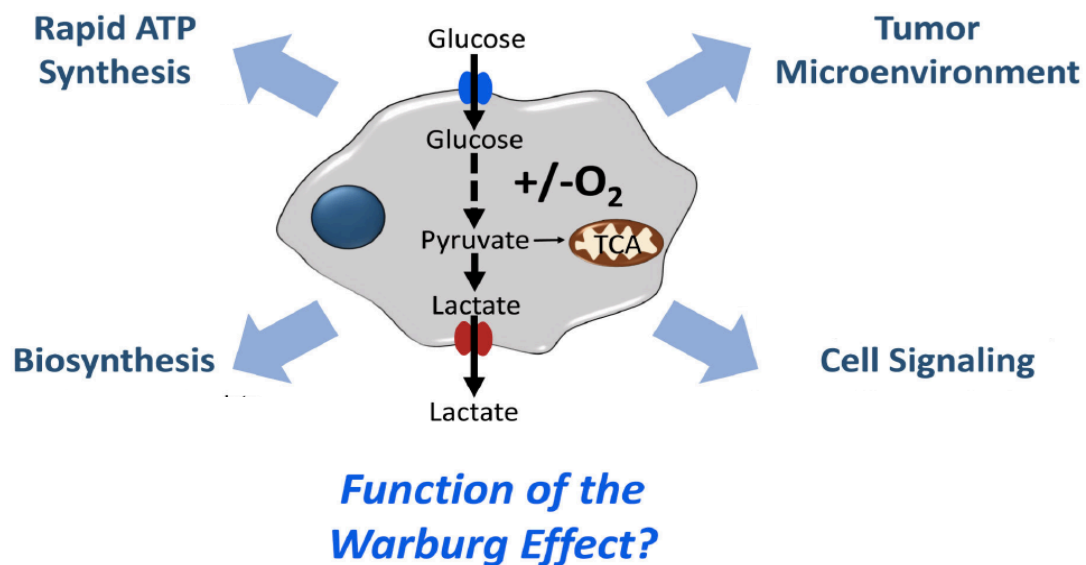 Rapid ATP
Synthesis
Glucose
Tumor
Microenvironment
Glucose
+/-O₂
Pyruvate
TCA
Lactate
Biosynthesis
Cell Signaling
Lactate
Function of the
Warburg Effect?